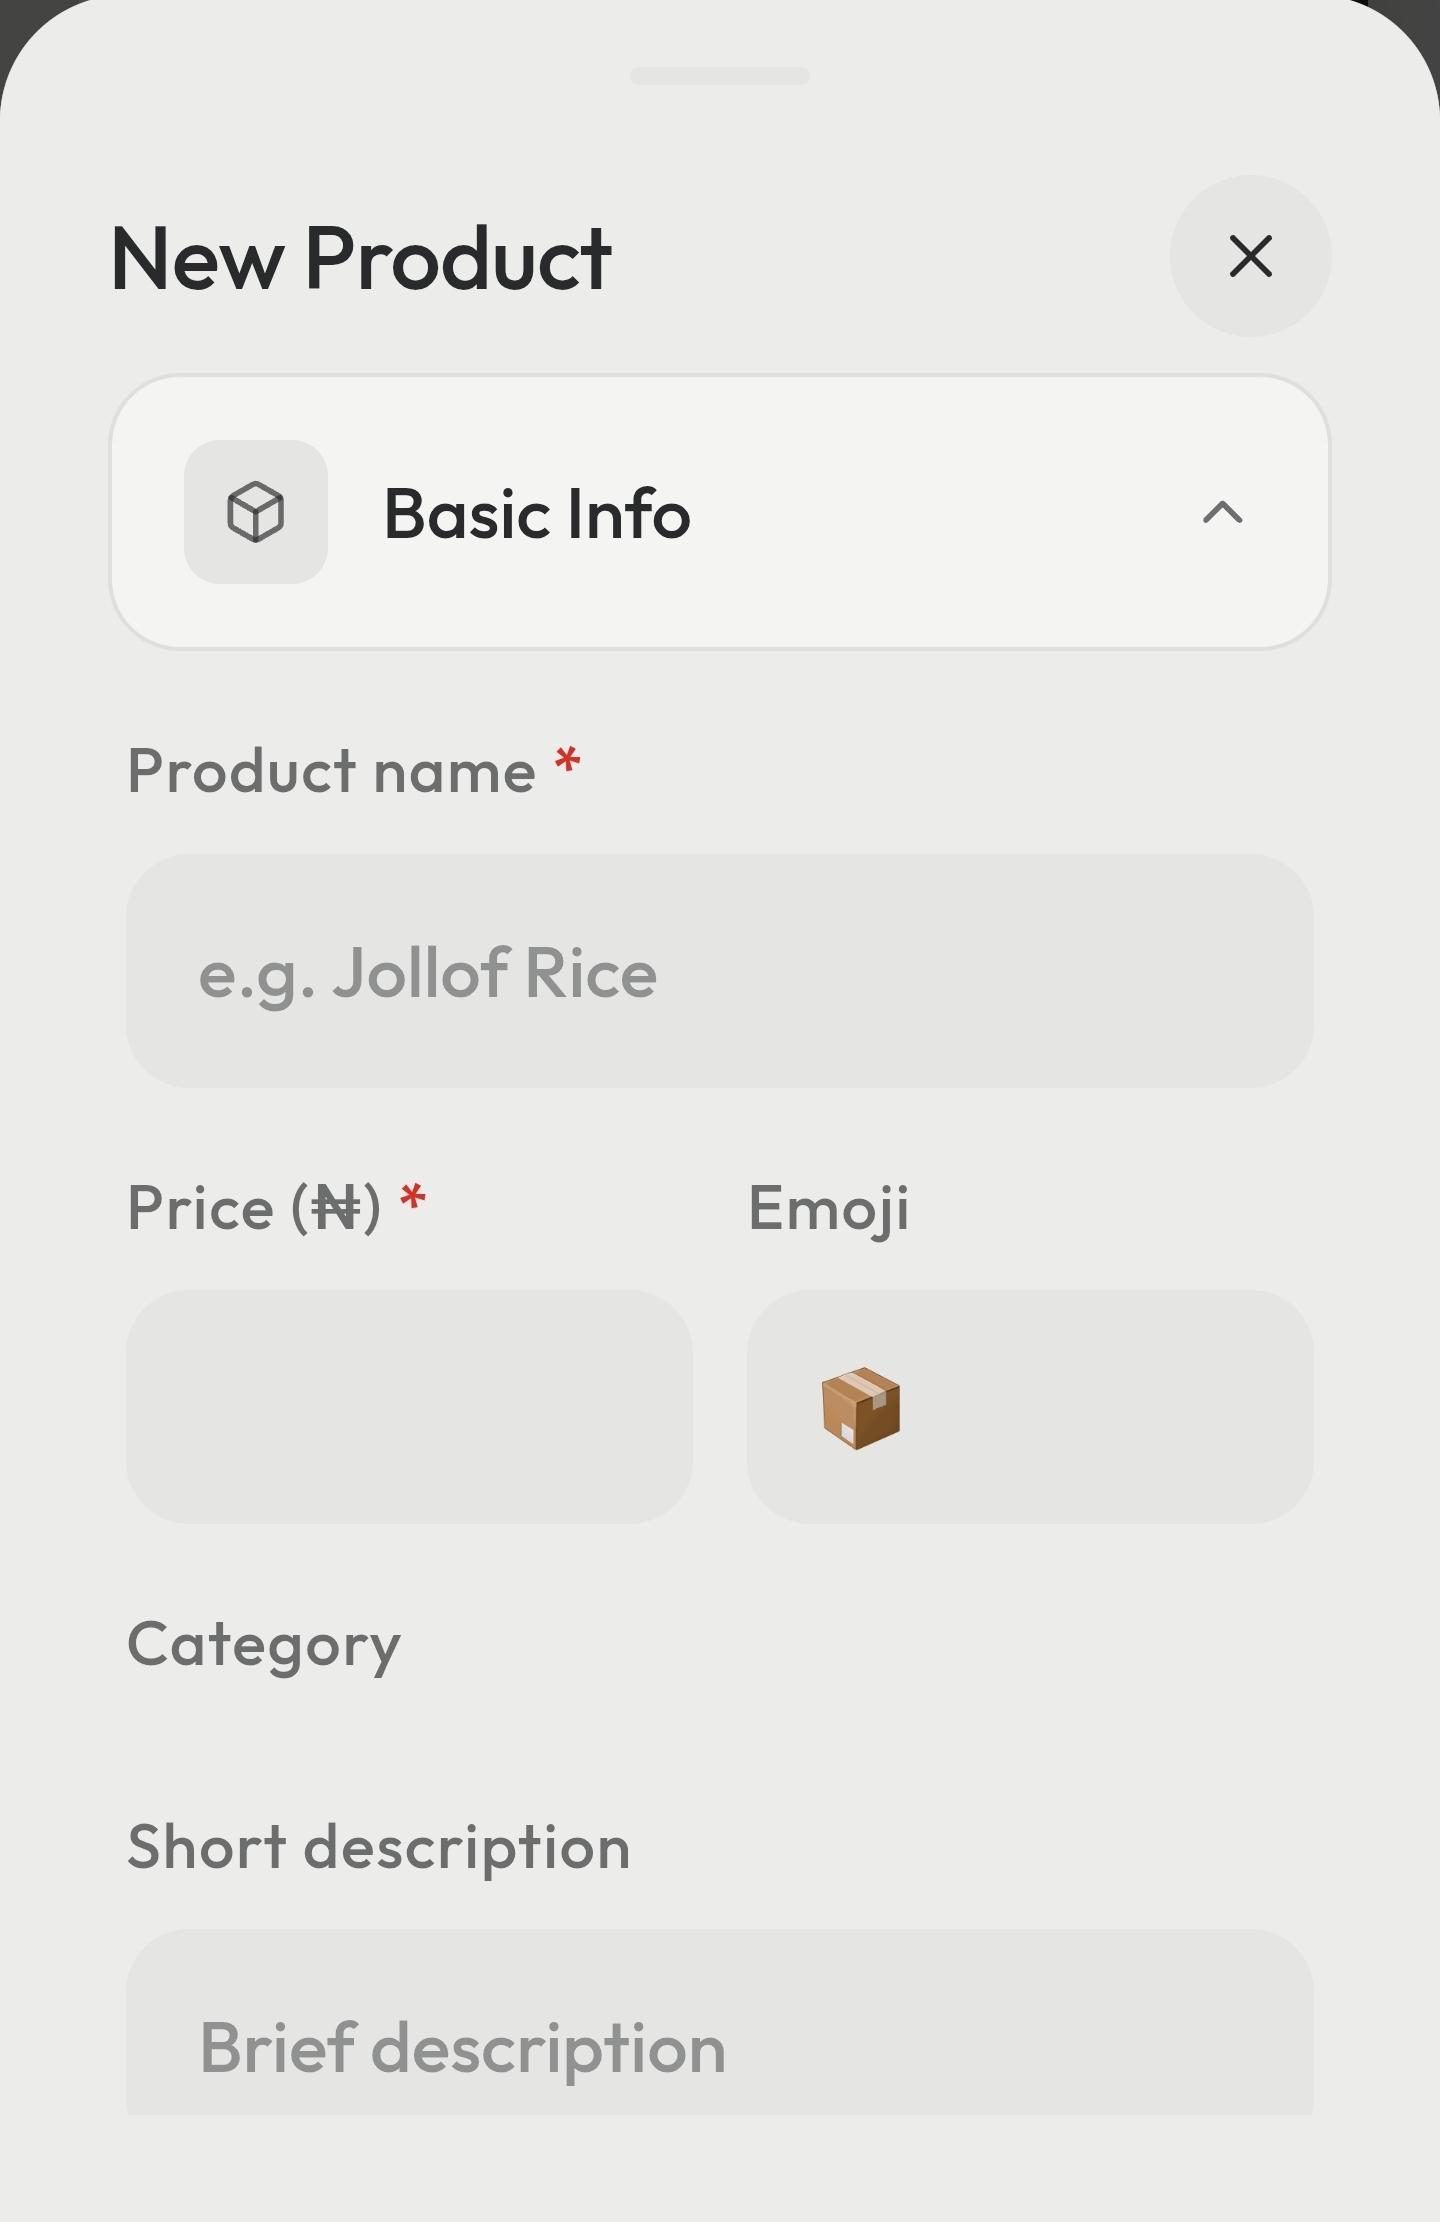 New Product
Basic Info
Product name *
e.g. Jollof Rice
Price (₦) *
Emoji
📦
Category
Short description
Brief description